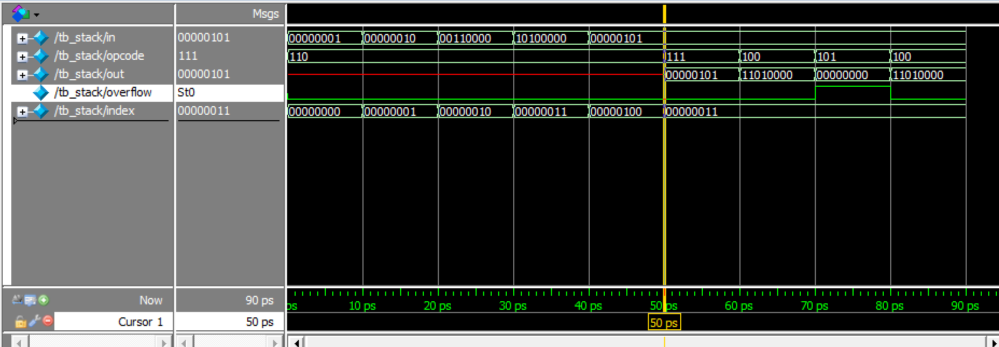 Msgs
/tb_stack/in 00000101 00000001 00000010 00110000 10100000 00000101
/tb_stack/opcode 111 110 111 100 101 100
/tb_stack/out 00000101 00000101 11010000 00000000 11010000
/tb_stack/overflow St0
/tb_stack/index 00000011 00000000 00000001 00000010 00000011 00000100 00000011
Now 90 ps ps 10 ps 20 ps 30 ps 40 ps 50 ps 60 ps 70 ps 80 ps 90 ps
Cursor 1 50 ps 50 ps